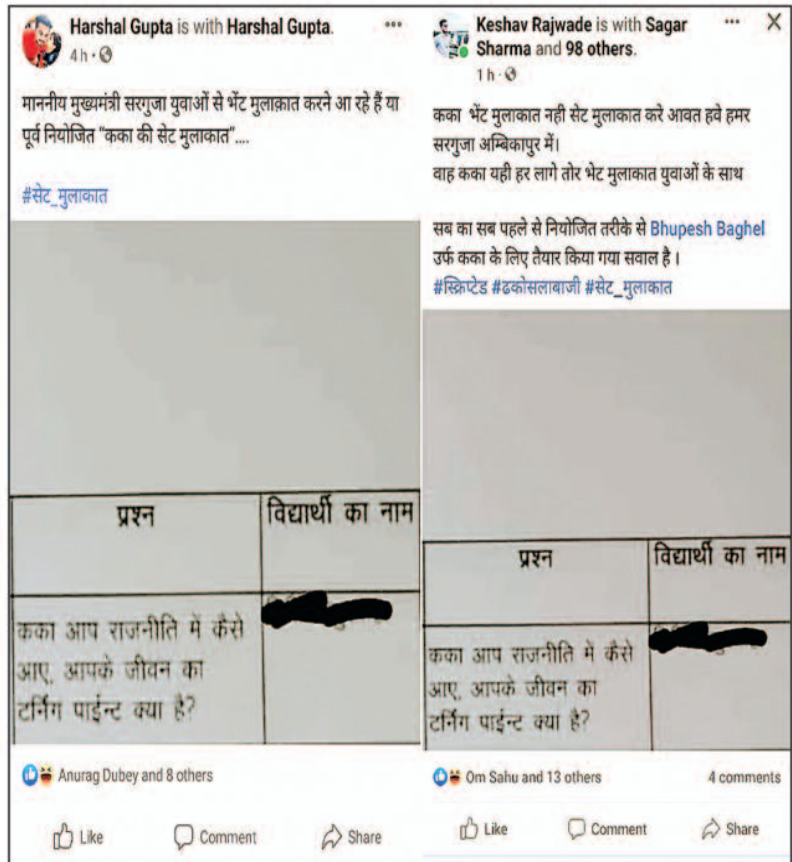 Harshal Gupta is with Harshal Gupta.
4 h
माननीय मुख्यमंत्री सरगुजा युवाओं से भेंट मुलाक़ात करने आ रहे हैं या
पूर्व नियोजित "कका की सेट मुलाकात"....
#सेट_मुलाकात
प्रश्न
विद्यार्थी का नाम
कका आप राजनीति में कैसे
आए, आपके जीवन का
टर्निंग पाईन्ट क्या है?
Anurag Dubey and 8 others
Like
Comment
Share
Keshav Rajwade is with Sagar
Sharma and 98 others.
1 h
कका भेंट मुलाकात नही सेट मुलाकात करे आवत हवे हमर
सरगुजा अम्बिकापुर में।
वाह कका यही हर लागे तोर भेट मुलाकात युवाओं के साथ
सब का सब पहले से नियोजित तरीके से Bhupesh Baghel
उर्फ कका के लिए तैयार किया गया सवाल है ।
#स्क्रिप्टेड #ढकोसलाबाजी #सेट_मुलाकात
प्रश्न
विद्यार्थी का नाम
कका आप राजनीति में कैसे
आए, आपके जीवन का
टर्निंग पाईन्ट क्या है?
Om Sahu and 13 others
4 comments
Like
Comment
Share